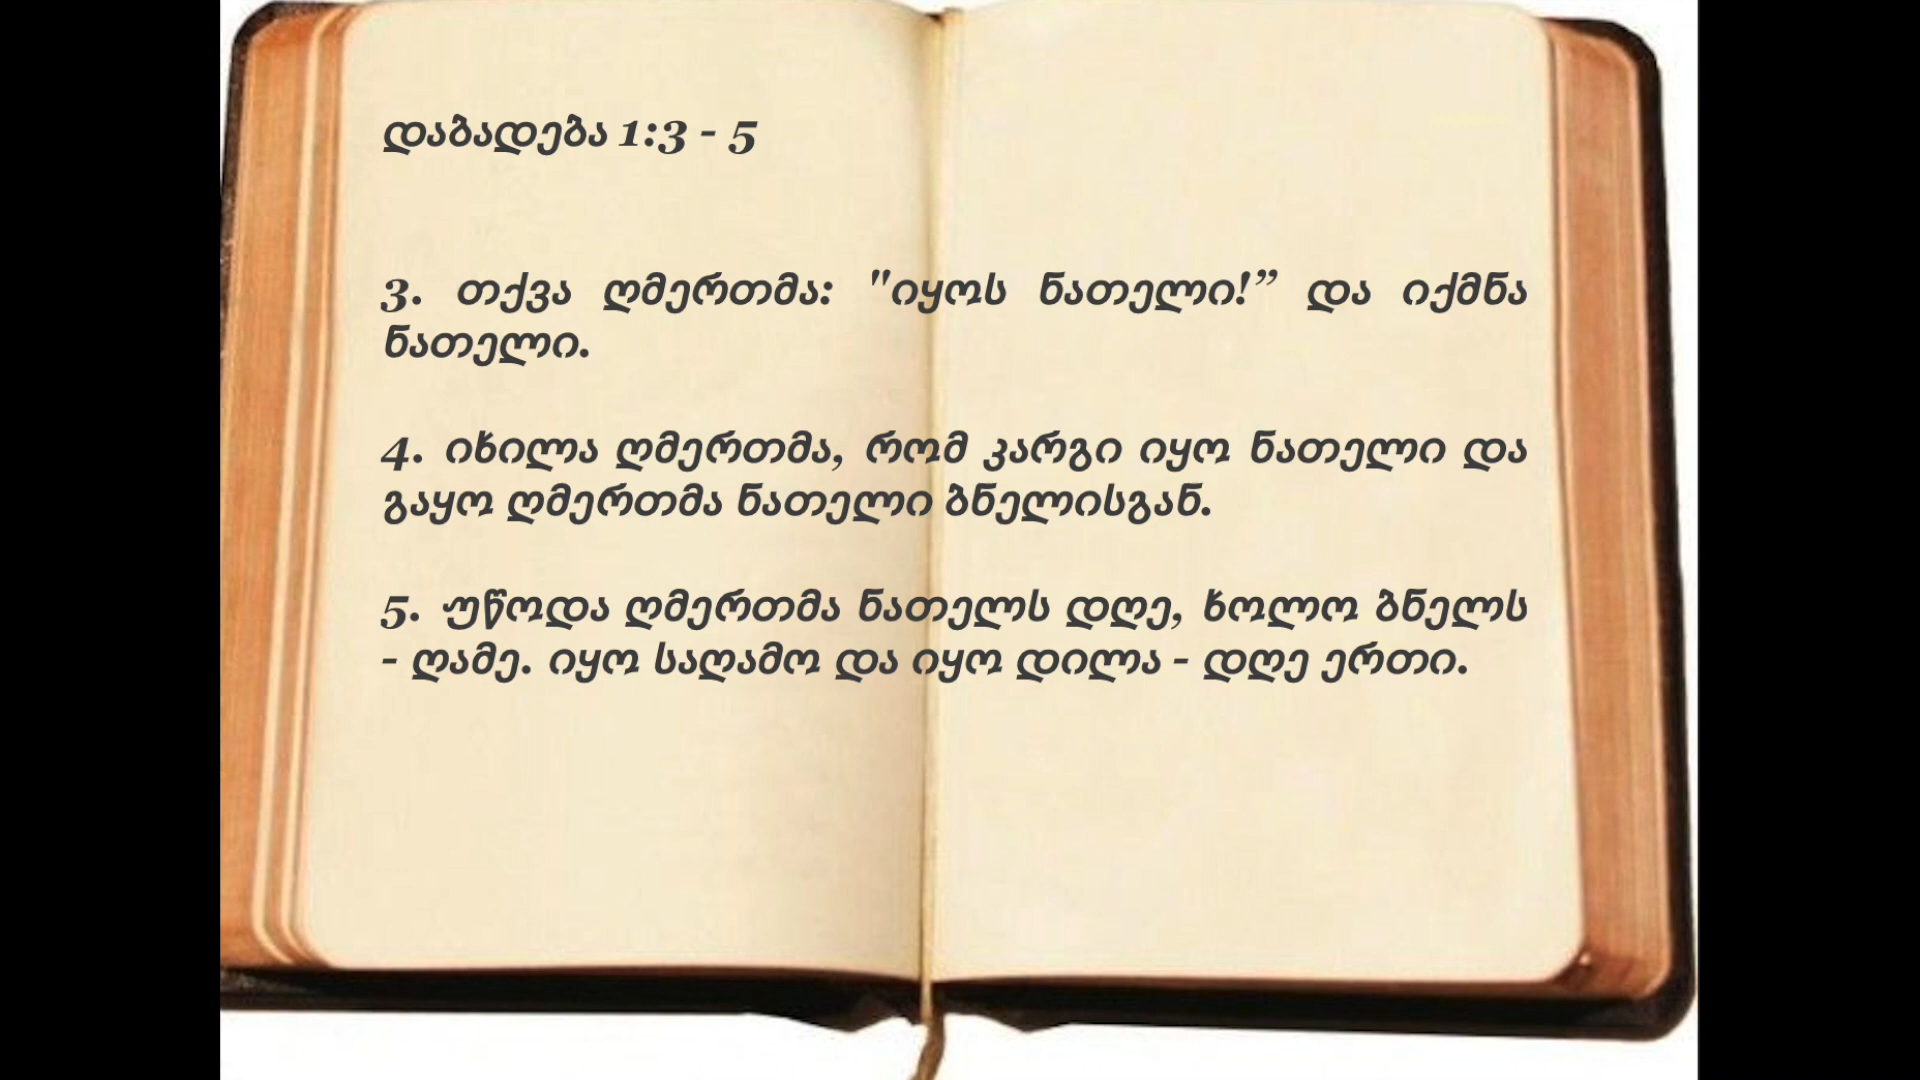 დაბადება 1:3 - 5
3. თქვა ღმერთმა: "იყოს ნათელი!” და იქმნა
ნათელი.
4. იხილა ღმერთმა, რომ კარგი იყო ნათელი და
გაყო ღმერთმა ნათელი ბნელისგან.
5. უწოდა ღმერთმა ნათელს დღე, ხოლო ბნელს
- ღამე. იყო საღამო და იყო დილა - დღე ერთი.